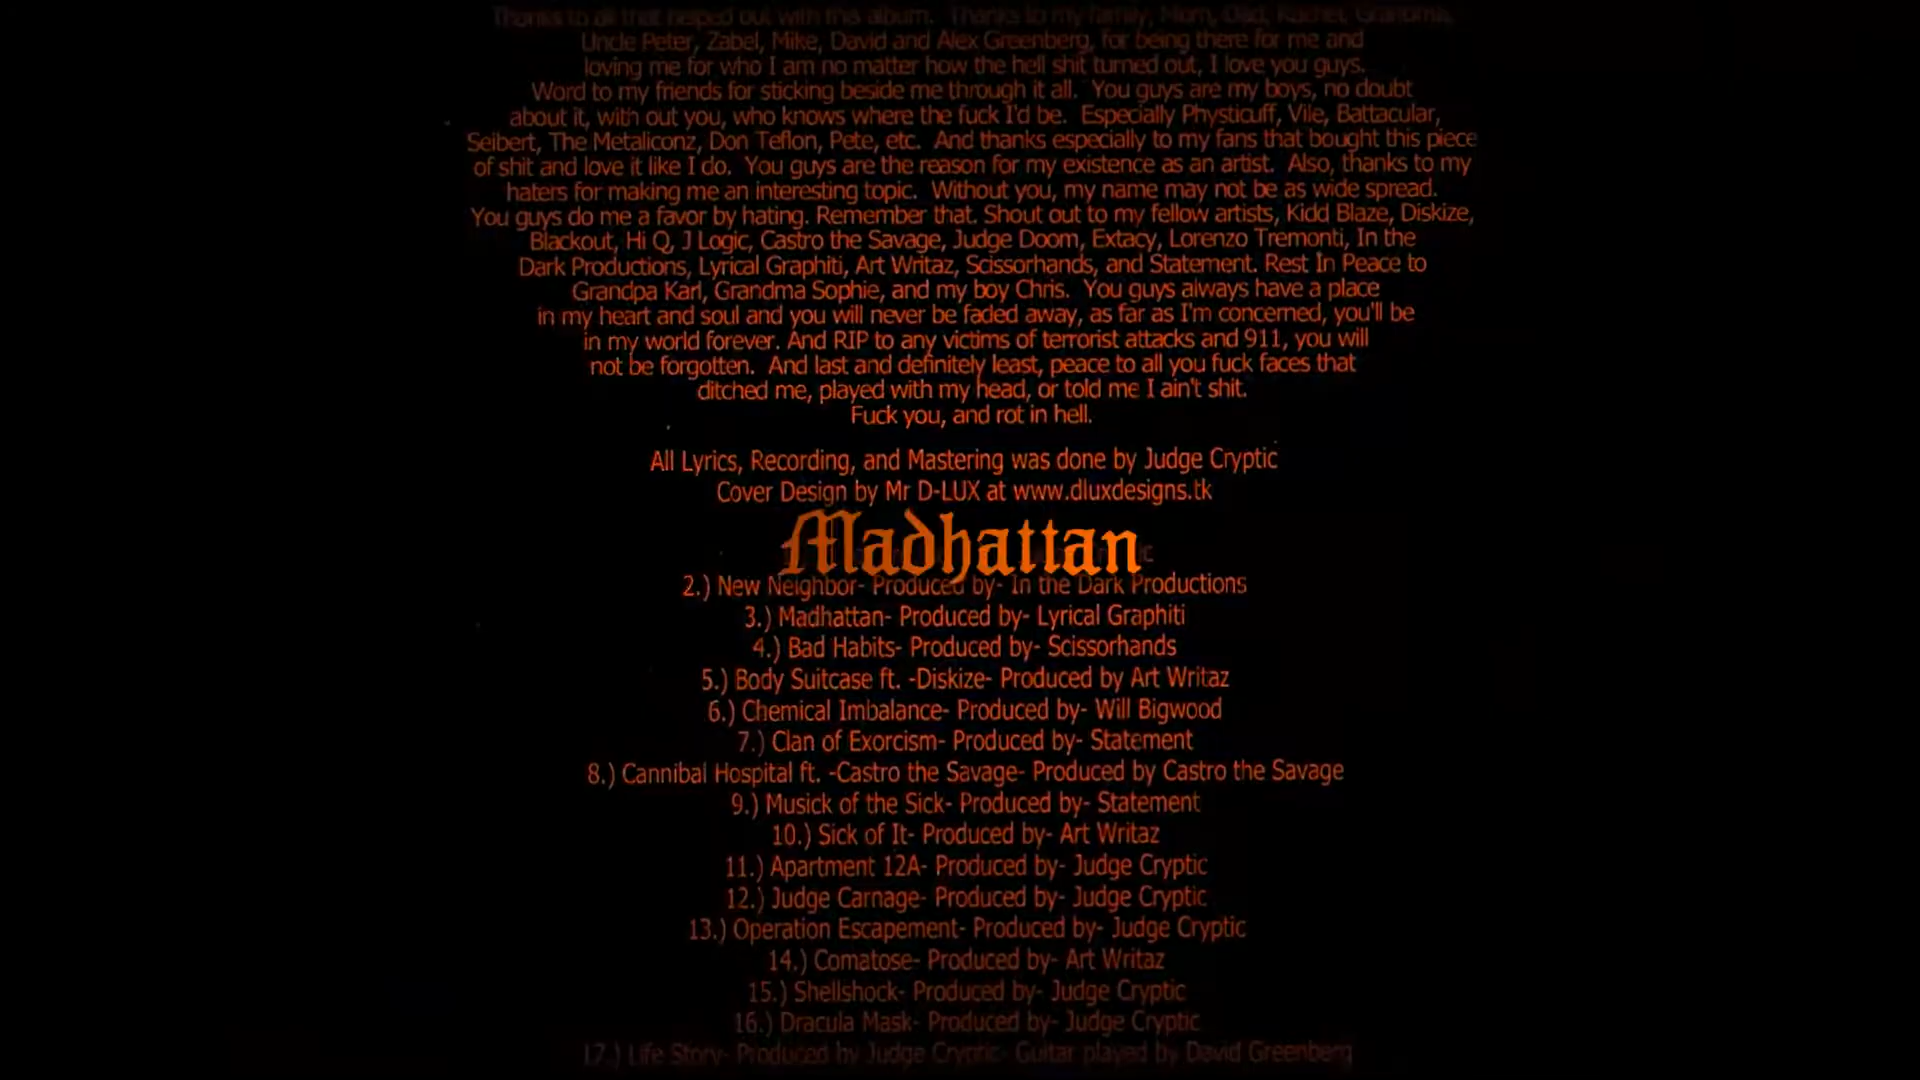 Thanks to all that helped out with this album. Thanks to my family, Mom, Dad, Rachel, Grandma,
Uncle Peter, Zabel, Mike, David and Alex Greenberg, for being there for me and
loving me for who I am no matter how the hell shit turned out, I love you guys.
Word to my friends for sticking beside me through it all. You guys are my boys, no doubt
about it, with out you, who knows where the fuck I'd be. Especially Physticuff, Vile, Battacular,
Seibert, The Metaliconz, Don Teflon, Pete, etc. And thanks especially to my fans that bought this piece
of shit and love it like I do. You guys are the reason for my existence as an artist. Also, thanks to my
haters for making me an interesting topic. Without you, my name may not be as wide spread.
You guys do me a favor by hating. Remember that. Shout out to my fellow artists, Kidd Blaze, Diskize,
Blackout, Hi Q, J Logic, Castro the Savage, Judge Doom, Extacy, Lorenzo Tremonti, In the
Dark Productions, Lyrical Graphiti, Art Writaz, Scissorhands, and Statement. Rest In Peace to
Grandpa Karl, Grandma Sophie, and my boy Chris. You guys always have a place
in my heart and soul and you will never be faded away, as far as I'm concerned, you'll be
in my world forever. And RIP to any victims of terrorist attacks and 911, you will
not be forgotten. And last and definitely least, peace to all you fuck faces that
ditched me, played with my head, or told me I ain't shit.
Fuck you, and rot in hell.
All Lyrics, Recording, and Mastering was done by Judge Cryptic
Cover Design by Mr D-LUX at www.dluxdesigns.tk
Madhattan
2.) New Neighbor- Produced by- In the Dark Productions
3.) Madhattan- Produced by- Lyrical Graphiti
4.) Bad Habits- Produced by- Scissorhands
5.) Body Suitcase ft. -Diskize- Produced by Art Writaz
6.) Chemical Imbalance- Produced by- Will Bigwood
7.) Clan of Exorcism- Produced by- Statement
8.) Cannibal Hospital ft. -Castro the Savage- Produced by Castro the Savage
9.) Musick of the Sick- Produced by- Statement
10.) Sick of It- Produced by- Art Writaz
11.) Apartment 12A- Produced by- Judge Cryptic
12.) Judge Carnage- Produced by- Judge Cryptic
13.) Operation Escapement- Produced by- Judge Cryptic
14.) Comatose- Produced by- Art Writaz
15.) Shellshock- Produced by- Judge Cryptic
16.) Dracula Mask- Produced by- Judge Cryptic
17.) Life Story- Produced by Judge Cryptic- Guitar played by David Greenberg